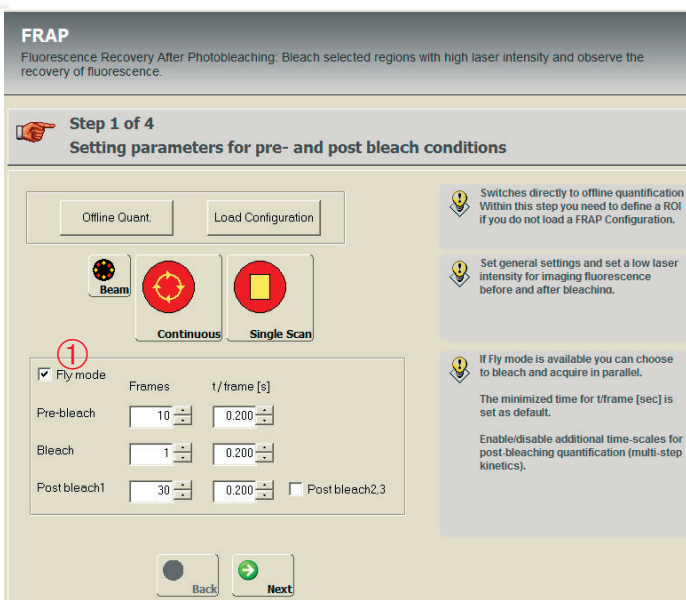 FRAP
Fluorescence Recovery After Photobleaching: Bleach selected regions with high laser intensity and observe the
recovery of fluorescence.
Step 1 of 4
Setting parameters for pre- and post bleach conditions
Offline Quant.
Load Configuration
Beam
Continuous
Single Scan
①
Fly mode
Frames
t/frame [s]
Pre-bleach
10
0.200
Bleach
1
0.200
Post bleach1
30
0.200
Post bleach2,3
Back
Next
Switches directly to offline quantification
Within this step you need to define a ROI
if you do not load a FRAP Configuration.
Set general settings and set a low laser
intensity for imaging fluorescence
before and after bleaching.
If Fly mode is available you can choose
to bleach and acquire in parallel.
The minimized time for t/frame [sec] is
set as default.
Enable/disable additional time-scales for
post-bleaching quantification (multi-step
kinetics).